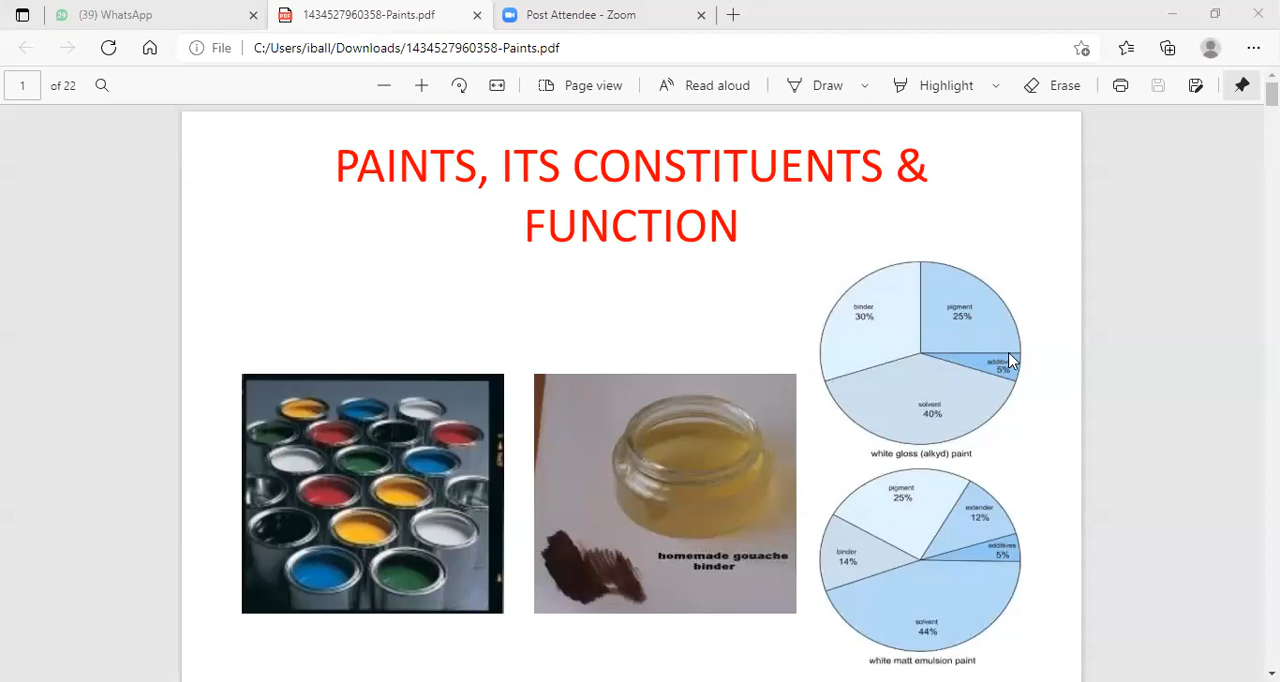 (39) WhatsApp
1434527960358-Paints.pdf
Post Attendee - Zoom
File
C:/Users/iball/Downloads/1434527960358-Paints.pdf
1
of 22
Page view
Read aloud
Draw
Highlight
Erase
PAINTS, ITS CONSTITUENTS &
FUNCTION
binder
30%
pigment
25%
5%
solvent
40%
white gloss (alkyd) paint
pigment
25%
extender
12%
additives
5%
binder
14%
solvent
44%
white matt emulsion paint
homemade gouache
binder